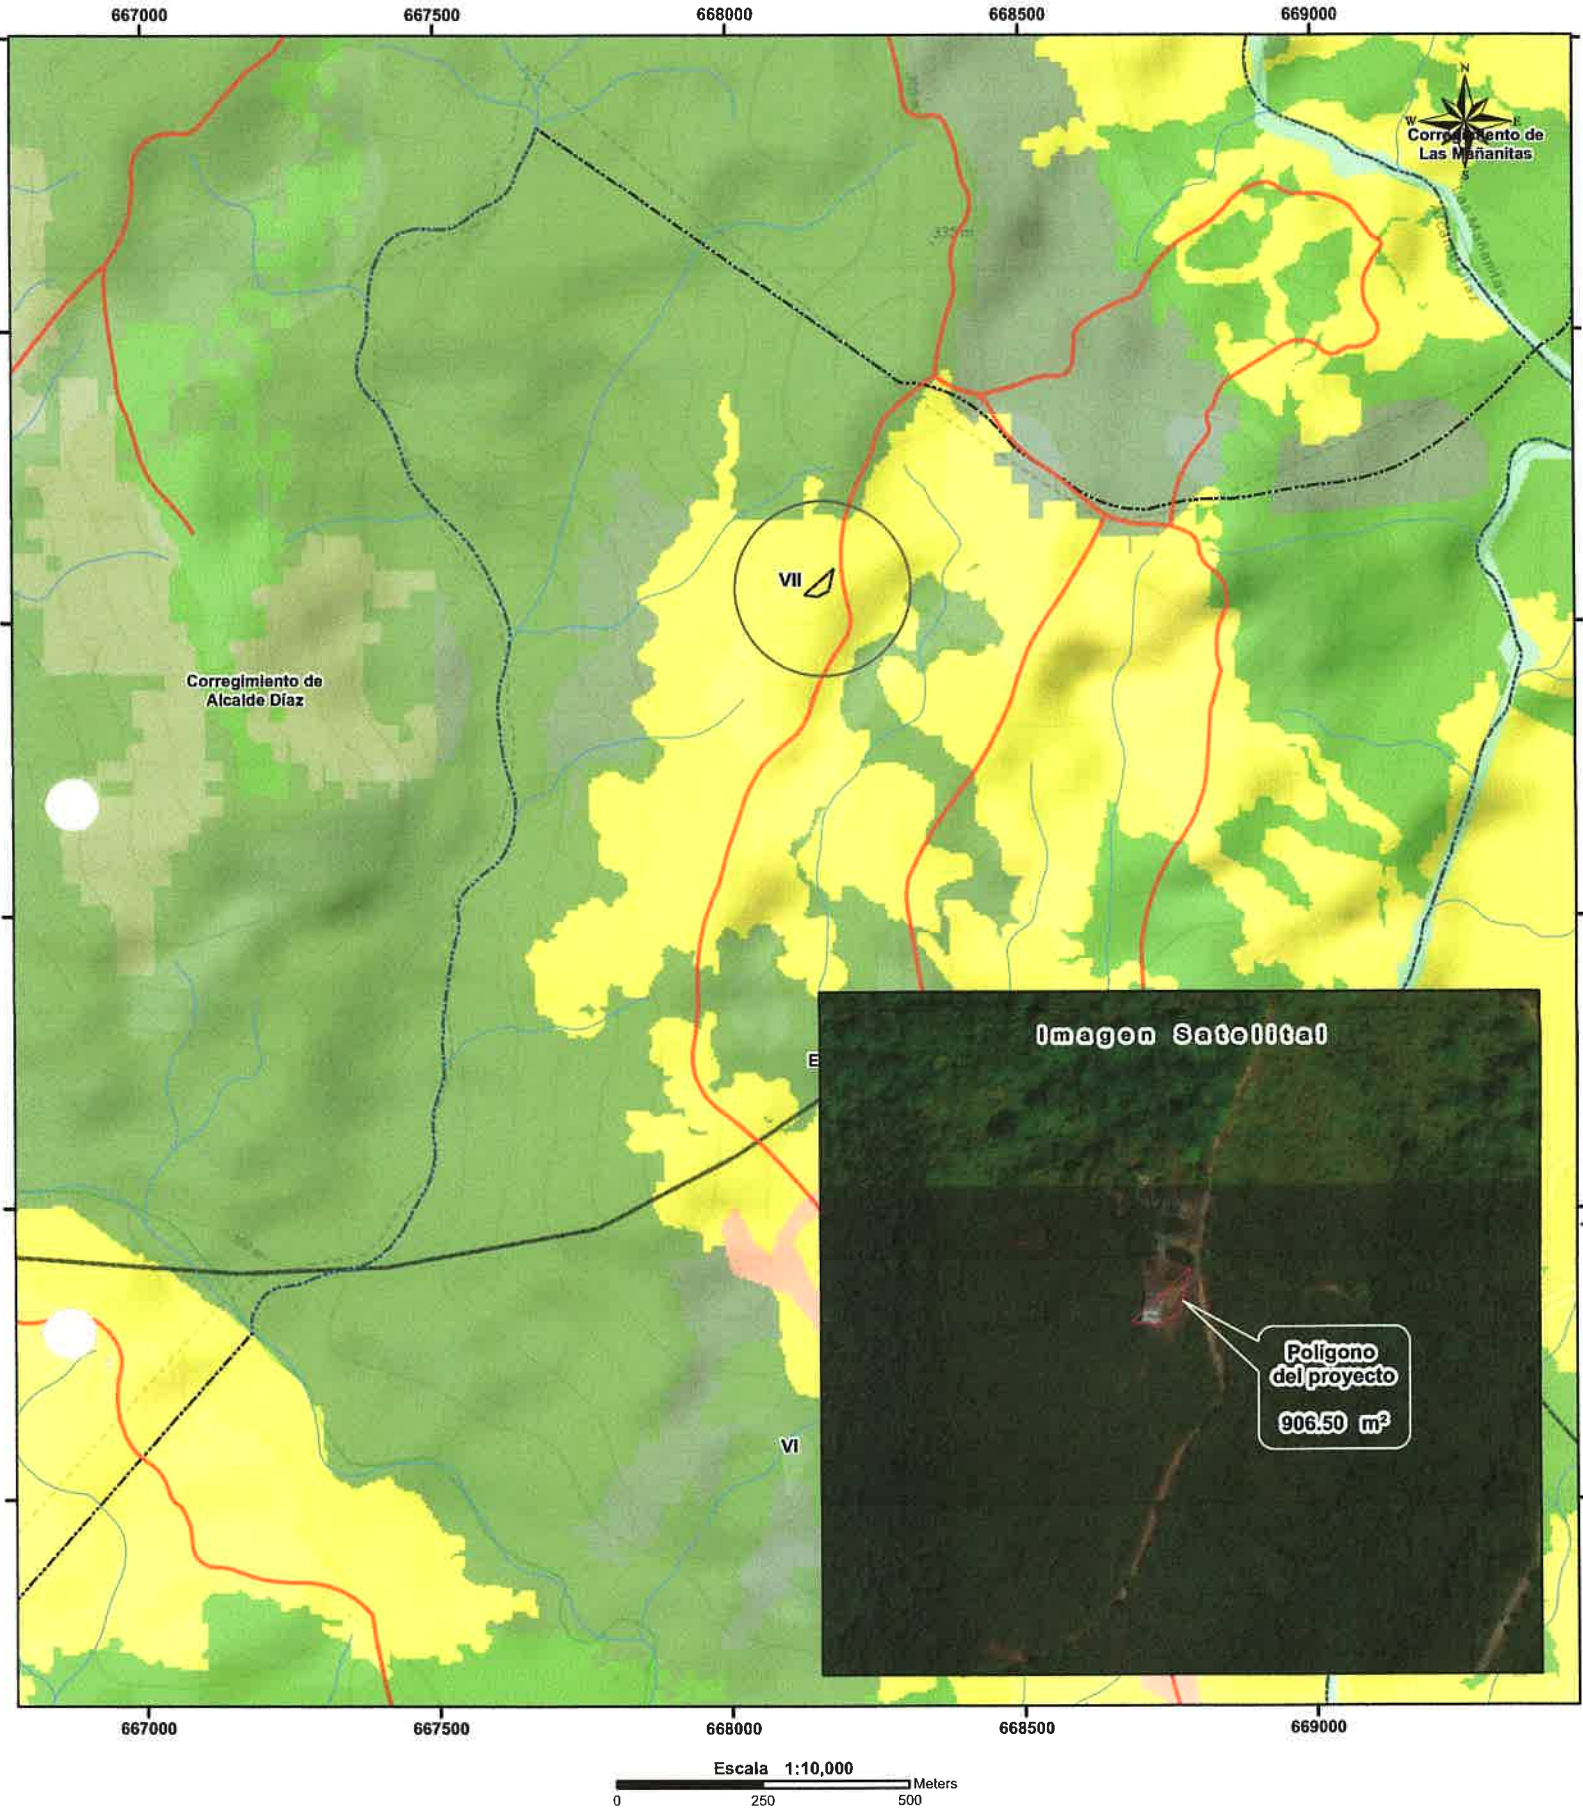 667000 667500 668000 668500 669000
N
W E
S
Corregimiento de
Las Mañanitas
335 m
VII
Corregimiento de
Alcalde Díaz
E
Imagen Satelital
Polígono
del proyecto
906.50 m²
VI
667000 667500 668000 668500 669000
Escala 1:10,000
Meters
0 250 500